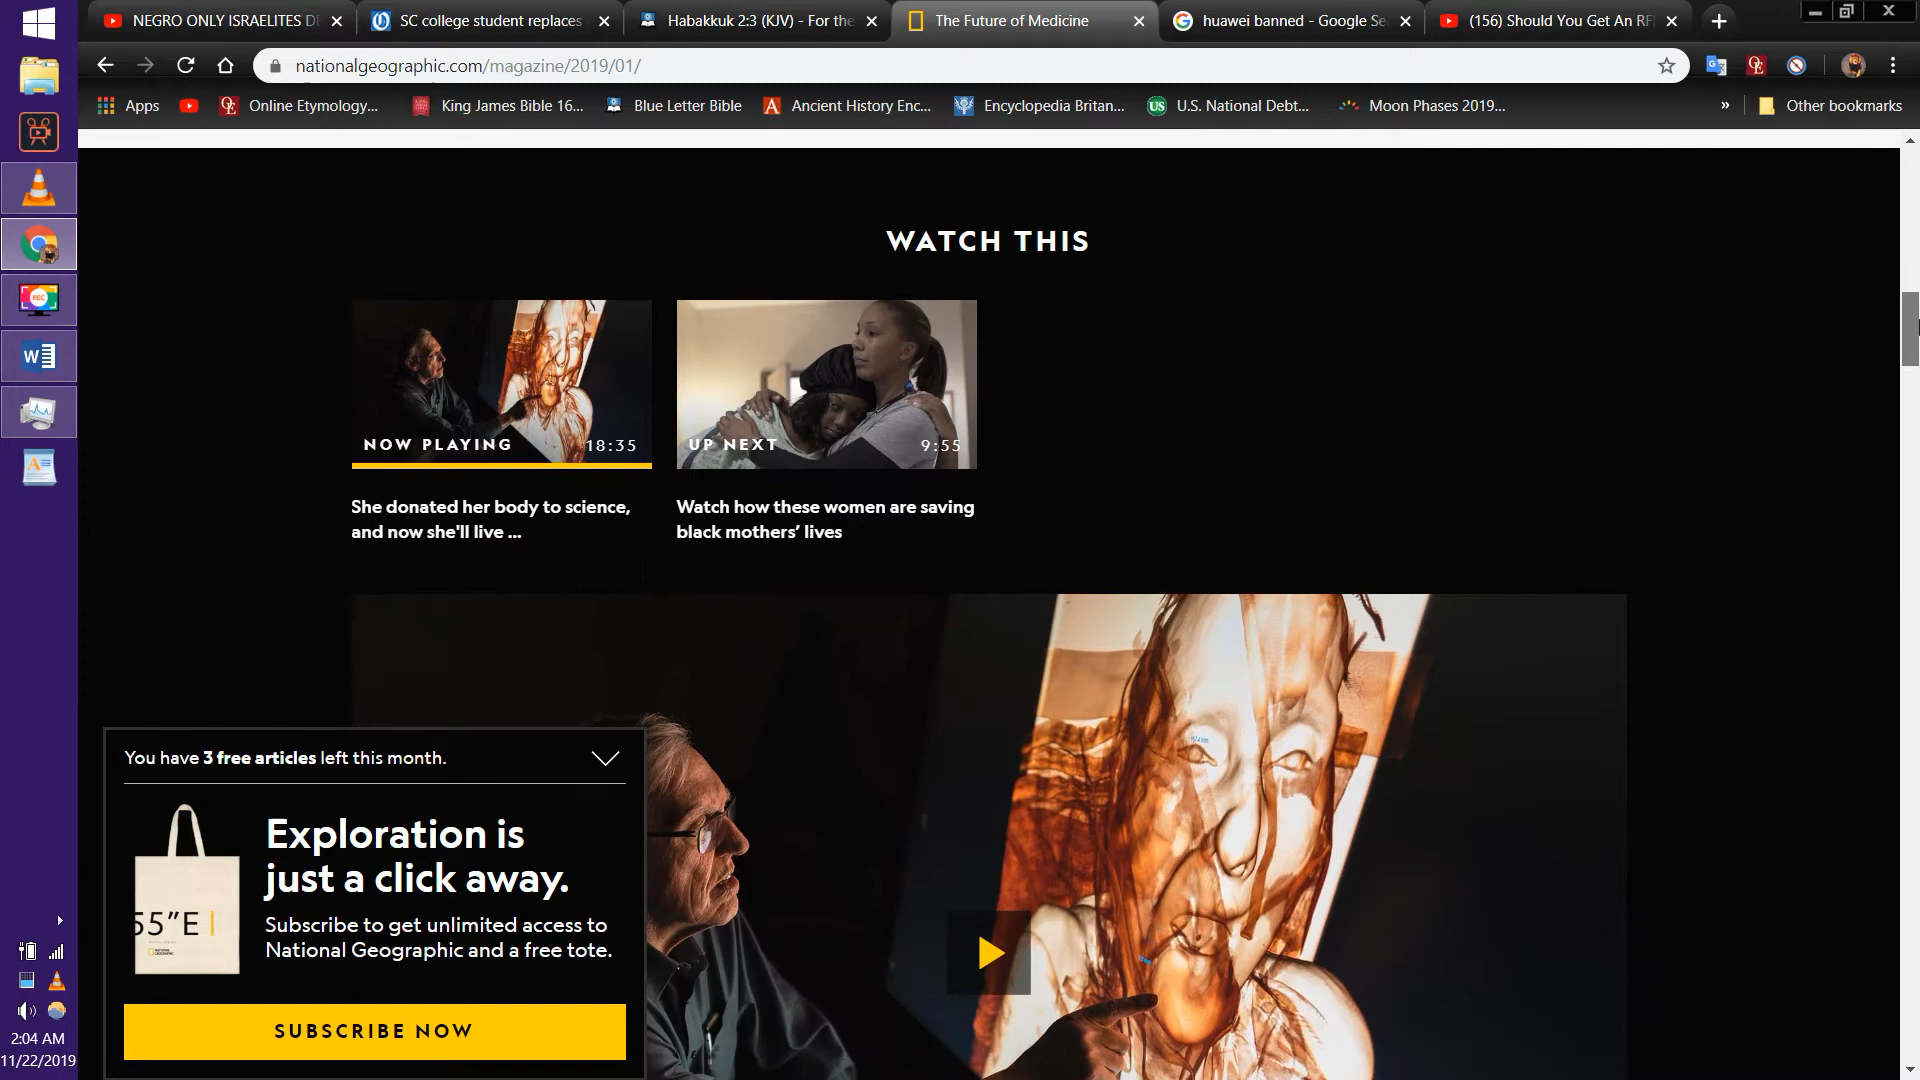 NEGRO ONLY ISRAELITES D
SC college student replaces
Habakkuk 2:3 (KJV) - For the
The Future of Medicine
huawei banned - Google Se
(156) Should You Get An RF
nationalgeographic.com/magazine/2019/01/
Apps
Online Etymology...
King James Bible 16...
Blue Letter Bible
Ancient History Enc...
Encyclopedia Britan...
U.S. National Debt...
Moon Phases 2019...
»
Other bookmarks
WATCH THIS
NOW PLAYING 18:35
UP NEXT 9:55
She donated her body to science,
and now she'll live ...
Watch how these women are saving
black mothers’ lives
You have 3 free articles left this month.
Exploration is
just a click away.
Subscribe to get unlimited access to
National Geographic and a free tote.
55”E
NATIONAL
GEOGRAPHIC
SUBSCRIBE NOW
REC
2:04 AM
11/22/2019